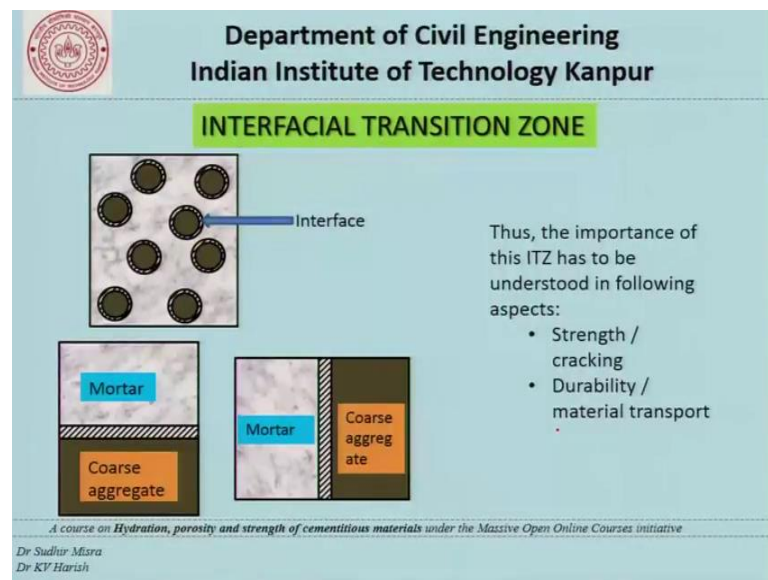 Department of Civil Engineering
Indian Institute of Technology Kanpur
INTERFACIAL TRANSITION ZONE
Interface
Thus, the importance of
this ITZ has to be
understood in following
aspects:
• Strength /
cracking
• Durability /
material transport
Mortar
Coarse
aggregate
Mortar
Coarse
aggreg
ate
A course on Hydration, porosity and strength of cementitious materials under the Massive Open Online Courses initiative
Dr Sudhir Misra
Dr KV Harish